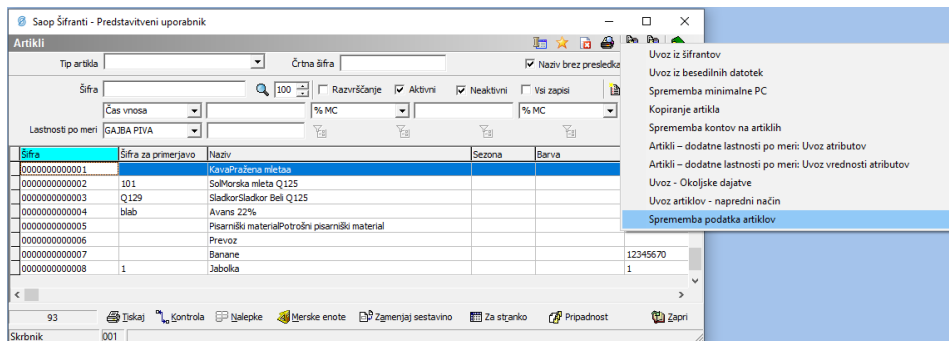 Saop Šifranti - Predstavitveni uporabnik
Artikli
Tip artikla Črtna šifra Naziv brez presledka
Šifra 100 Razvrščanje Aktivni Neaktivni Vsi zapisi
Čas vnosa % MC % MC
Lastnosti po meri GAJBA PIVA
Šifra Šifra za primerjavo Naziv Sezona Barva
0000000000001 KavaPražena mletaa
0000000000002 101 SolMorska mleta Q125
0000000000003 Q129 SladkorSladkor Beli Q125
0000000000004 blab Avans 22%
0000000000005 Pisarniški materialPotrošni pisarniški material
0000000000006 Prevoz
0000000000007 Banane 12345670
0000000000008 1 Jabolka 1
93 Tiskaj Kontrola Nalepke Merske enote Zamenjaj sestavino Za stranko Pripadnost Zapri
Skrbnik 001
Uvoz iz šifrantov
Uvoz iz besedilnih datotek
Sprememba minimalne PC
Kopiranje artikla
Sprememba kontov na artiklih
Artikli – dodatne lastnosti po meri: Uvoz atributov
Artikli – dodatne lastnosti po meri: Uvoz vrednosti atributov
Uvoz - Okoljske dajatve
Uvoz artiklov - napredni način
Sprememba podatka artiklov